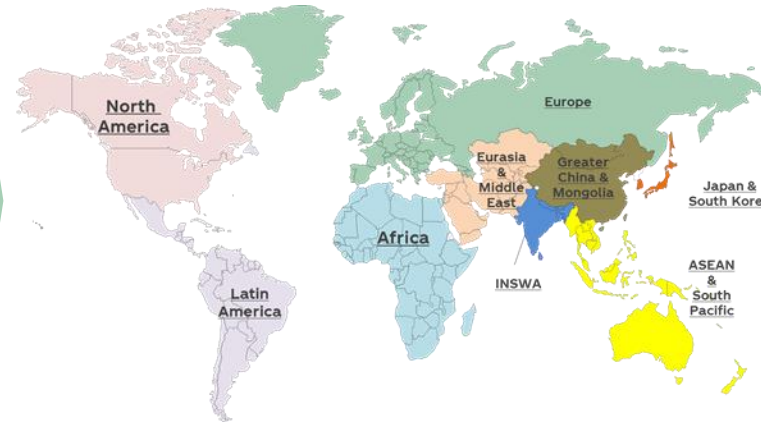 North
America
Europe
Eurasia
&
Middle
East
Greater
China &
Mongolia
Japan &
South Kore
Africa
INSWA
ASEAN
&
South
Pacific
Latin
America